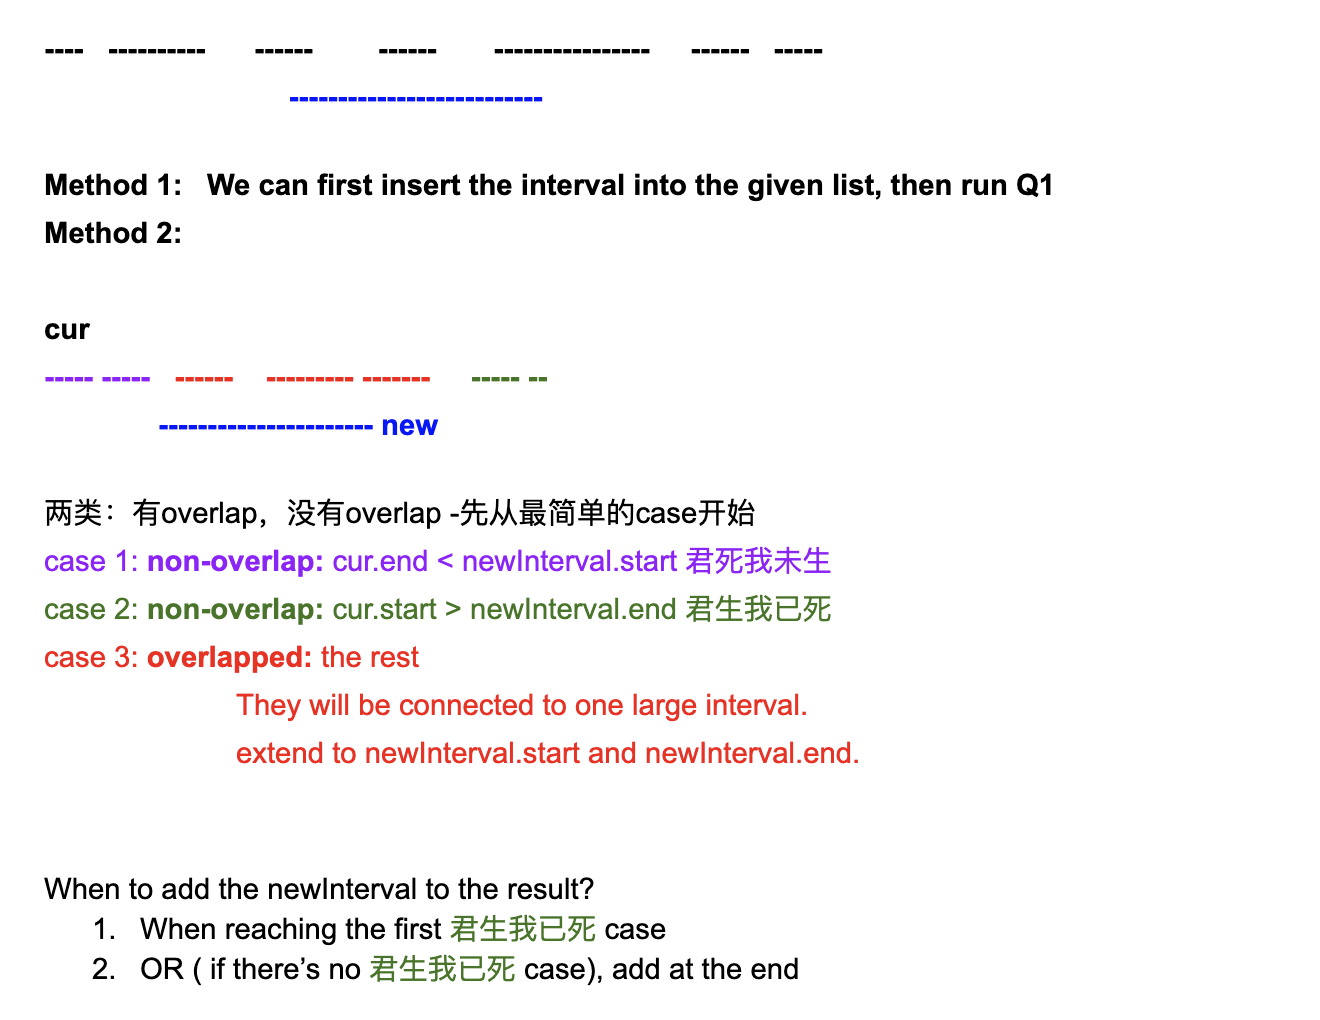 ---- ---------- ------ ------ ---------------- ------ -----
--------------------------
Method 1: We can first insert the interval into the given list, then run Q1
Method 2:
cur
----- ----- ------ --------- ------- ----- --
---------------------- new
两类：有overlap，没有overlap -先从最简单的case开始
case 1: non-overlap: cur.end < newInterval.start 君死我未生
case 2: non-overlap: cur.start > newInterval.end 君生我已死
case 3: overlapped: the rest
They will be connected to one large interval.
extend to newInterval.start and newInterval.end.
When to add the newInterval to the result?
1. When reaching the first 君生我已死 case
2. OR ( if there’s no 君生我已死 case), add at the end